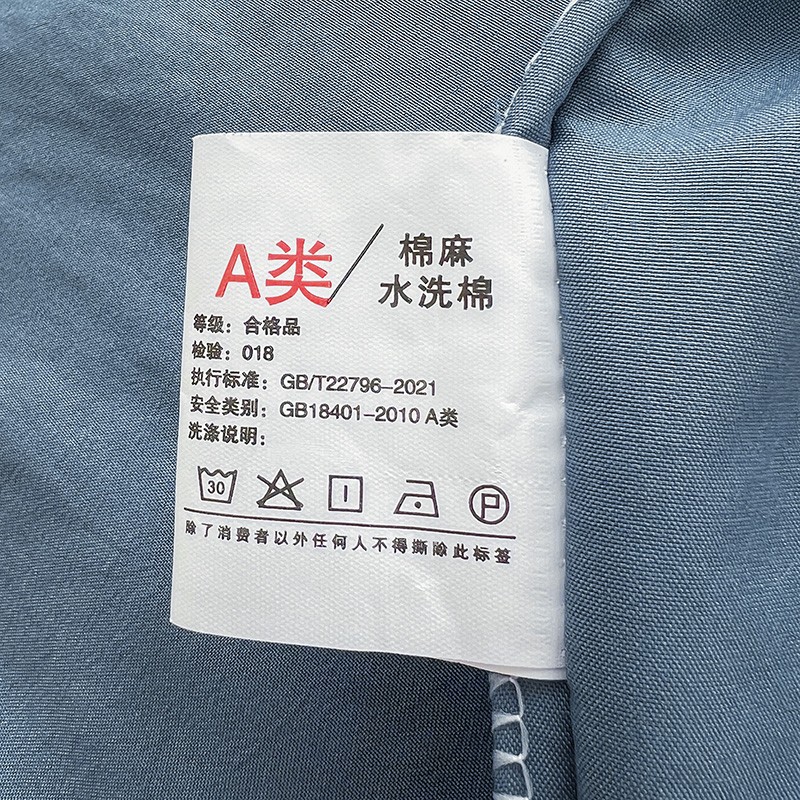 A类/棉麻
水洗棉
等级：合格品
检验：018
执行标准：GB/T22796-2021
安全类别：GB18401-2010 A类
洗涤说明：
30
P
除了消费者以外任何人不得撕除此标签